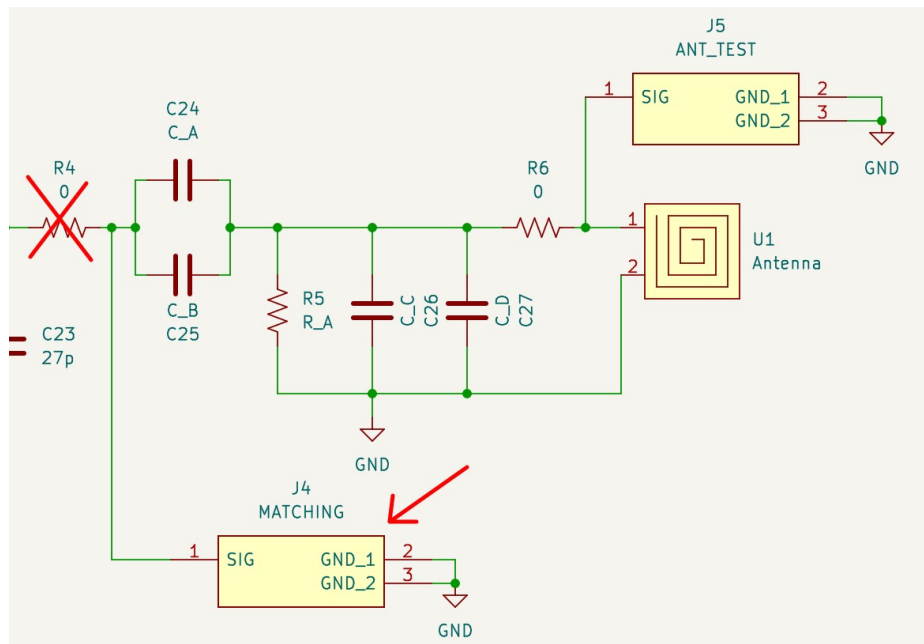 J5
ANT_TEST
1 SIG GND_1 2
GND_2 3
GND
C24
C_A
R4
0
R6
0
1
2
U1
Antenna
C_B
C25
R5
R_A
C_C
C26
C_D
C27
C23
27p
GND
J4
MATCHING
1 SIG GND_1 2
GND_2 3
GND